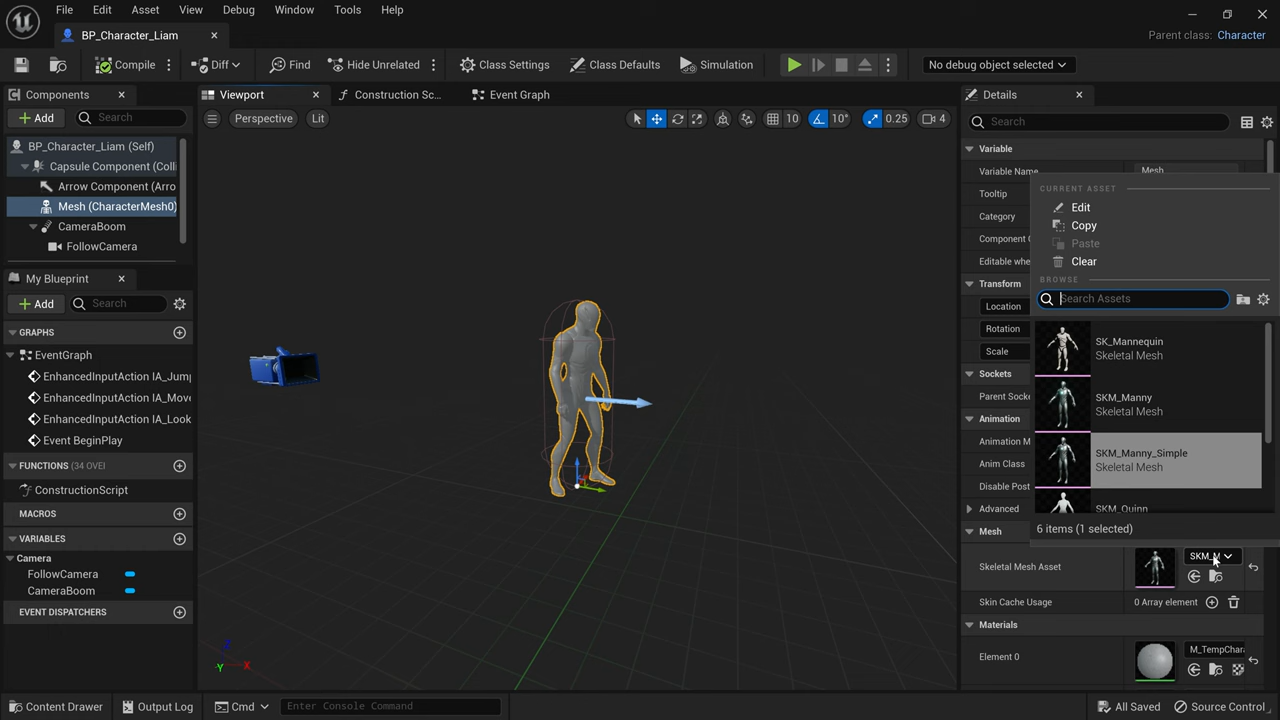 File Edit Asset View Debug Window Tools Help
BP_Character_Liam
Parent class: Character
Compile Diff Find Hide Unrelated Class Settings Class Defaults Simulation No debug object selected
Components
Add Search
BP_Character_Liam (Self)
Capsule Component (Colli
Arrow Component (Arro
Mesh (CharacterMesh0)
CameraBoom
FollowCamera
My Blueprint
Add Search
GRAPHS
EventGraph
EnhancedInputAction IA_Jump
EnhancedInputAction IA_Move
EnhancedInputAction IA_Look
Event BeginPlay
FUNCTIONS (34 OVEI
ConstructionScript
MACROS
VARIABLES
Camera
FollowCamera
CameraBoom
EVENT DISPATCHERS
Viewport Construction Sc... Event Graph
Perspective Lit 10 10° 0.25 4
Z
Y X
Details
Search
Variable
Variable Name Mesh
Tooltip
Category
Component C
Editable whe
Transform
Location
Rotation
Scale
Sockets
Parent Socke
Animation
Animation M
Anim Class
Disable Post
Advanced
Mesh
CURRENT ASSET
Edit
Copy
Paste
Clear
BROWSE
Search Assets
SK_Mannequin
Skeletal Mesh
SKM_Manny
Skeletal Mesh
SKM_Manny_Simple
Skeletal Mesh
SKM_Quinn
6 items (1 selected)
Skeletal Mesh Asset SKM_M
Skin Cache Usage 0 Array element
Materials
Element 0 M_TempChar
Content Drawer Output Log Cmd Enter Console Command All Saved Source Control